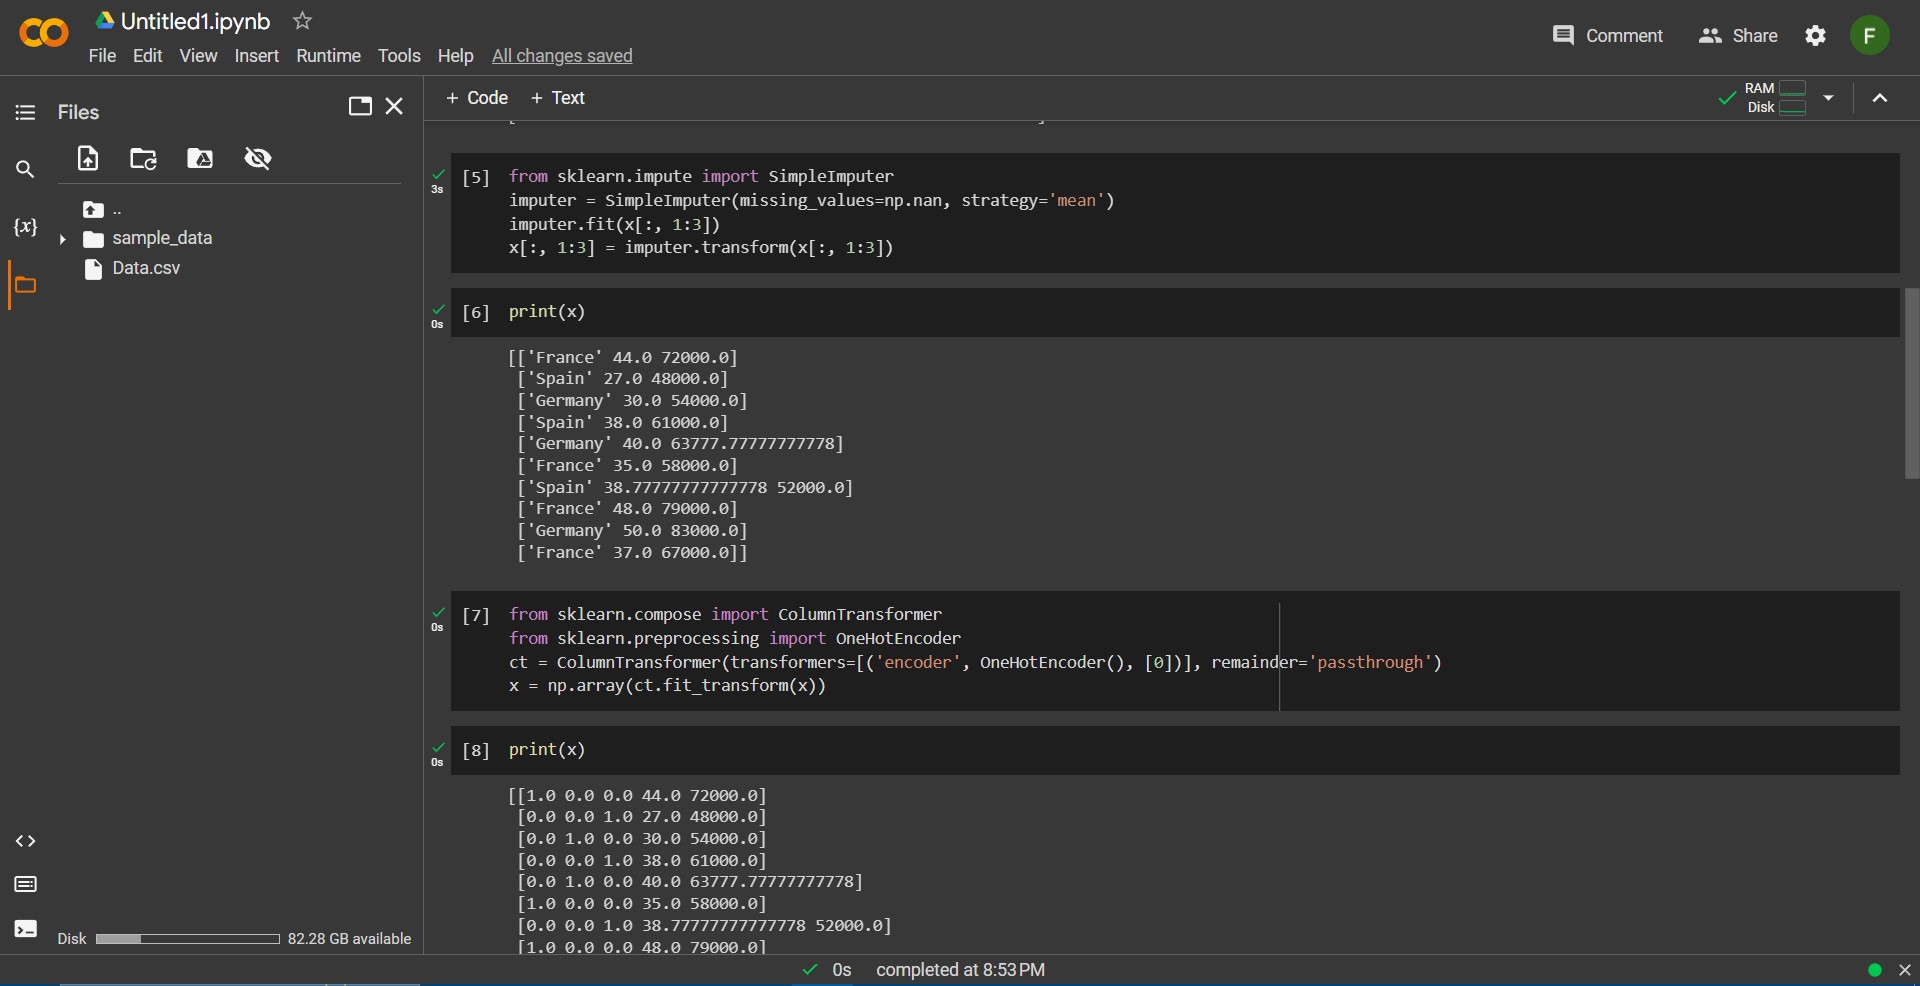 Untitled1.ipynb
File Edit View Insert Runtime Tools Help All changes saved
Comment Share F
Files
+ Code + Text
RAM
Disk
..
sample_data
Data.csv
{x}
3s
[5] from sklearn.impute import SimpleImputer
imputer = SimpleImputer(missing_values=np.nan, strategy='mean')
imputer.fit(x[:, 1:3])
x[:, 1:3] = imputer.transform(x[:, 1:3])
0s
[6] print(x)
[['France' 44.0 72000.0]
['Spain' 27.0 48000.0]
['Germany' 30.0 54000.0]
['Spain' 38.0 61000.0]
['Germany' 40.0 63777.77777777778]
['France' 35.0 58000.0]
['Spain' 38.77777777777778 52000.0]
['France' 48.0 79000.0]
['Germany' 50.0 83000.0]
['France' 37.0 67000.0]]
0s
[7] from sklearn.compose import ColumnTransformer
from sklearn.preprocessing import OneHotEncoder
ct = ColumnTransformer(transformers=[('encoder', OneHotEncoder(), [0])], remainder='passthrough')
x = np.array(ct.fit_transform(x))
0s
[8] print(x)
[[1.0 0.0 0.0 44.0 72000.0]
[0.0 0.0 1.0 27.0 48000.0]
[0.0 1.0 0.0 30.0 54000.0]
[0.0 0.0 1.0 38.0 61000.0]
[0.0 1.0 0.0 40.0 63777.77777777778]
[1.0 0.0 0.0 35.0 58000.0]
[0.0 0.0 1.0 38.77777777777778 52000.0]
[1.0 0.0 0.0 48.0 79000.0]
Disk 82.28 GB available
0s completed at 8:53 PM